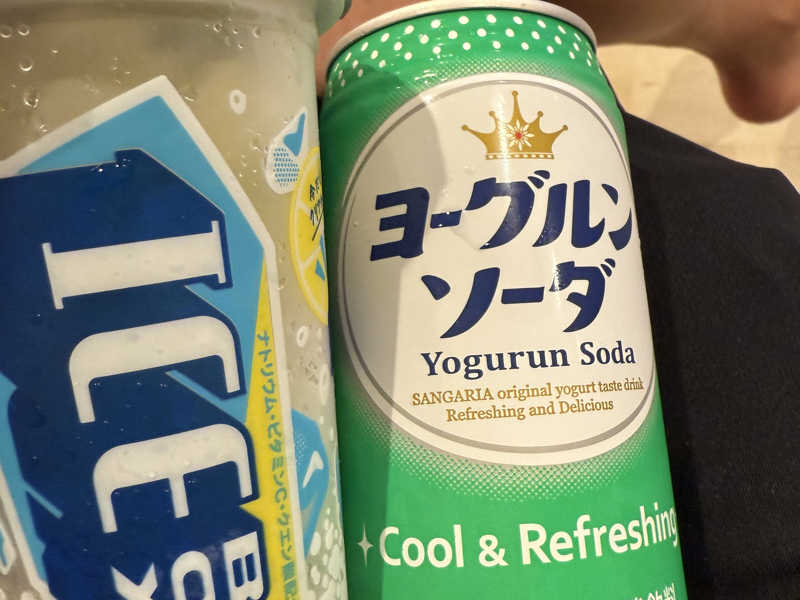 ICE
BOX
ナトリウム・ビタミンC・クエン酸
ヨーグルン
ソーダ
Yogurun Soda
SANGARIA original yogurt taste drink
Refreshing and Delicious
Cool & Refreshing